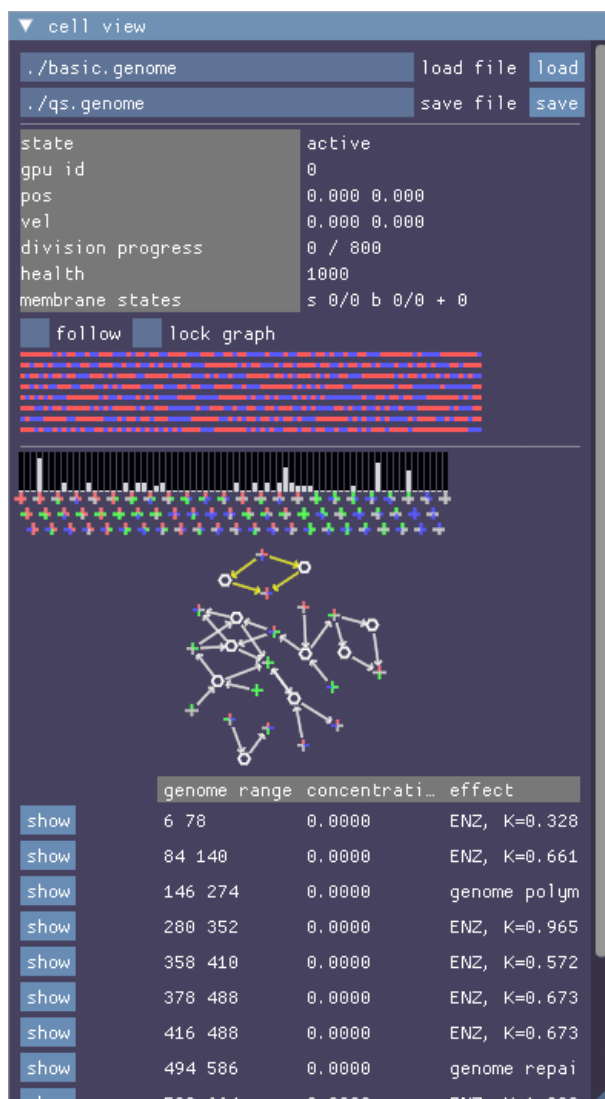 cell view
./basic.genome load file load
./qs.genome save file save
state active
gpu id 0
pos 0.000 0.000
vel 0.000 0.000
division progress 0 / 800
health 1000
membrane states s 0/0 b 0/0 + 0
follow lock graph
genome range concentrati… effect
show 6 78 0.0000 ENZ, K=0.328
show 84 140 0.0000 ENZ, K=0.661
show 146 274 0.0000 genome polym
show 280 352 0.0000 ENZ, K=0.965
show 358 410 0.0000 ENZ, K=0.572
show 378 488 0.0000 ENZ, K=0.673
show 416 488 0.0000 ENZ, K=0.673
show 494 586 0.0000 genome repai